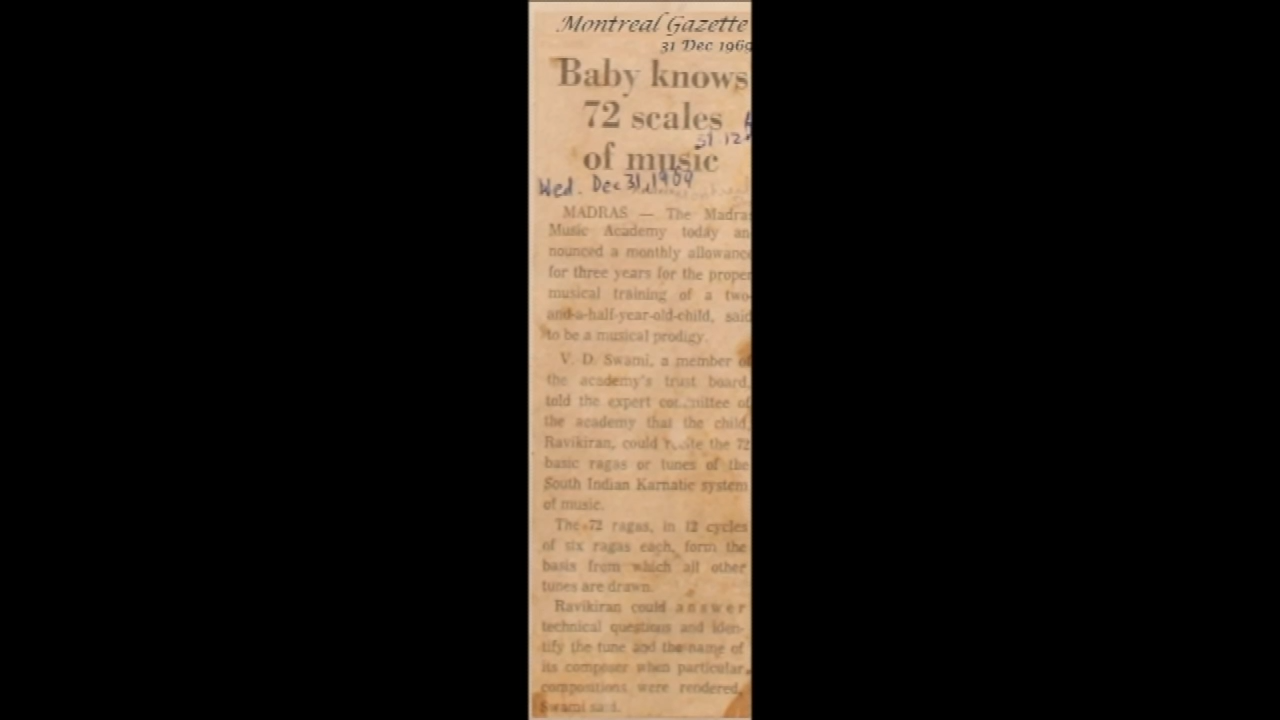 Montreal Gazette
31 Dec 1969
Baby knows
72 scales
of music
31 12
Wed. Dec 31, 1969
MADRAS — The Madras
Music Academy today an
nounced a monthly allowance
for three years for the proper
musical training of a two-
and-a-half-year-old-child, said
to be a musical prodigy.
V. D. Swami, a member of
the academy's trust board,
told the expert committee of
the academy that the child,
Ravikiran, could the 72
basic ragas or tunes of the
South Indian Karnatic system
of music.
The 72 ragas, in 12 cycles
of six ragas each, form the
basis from which all other
tunes are drawn.
Ravikiran could answer
technical questions and iden-
tify the tune and the name of
its composer when particular
compositions were rendered,
Swami said.